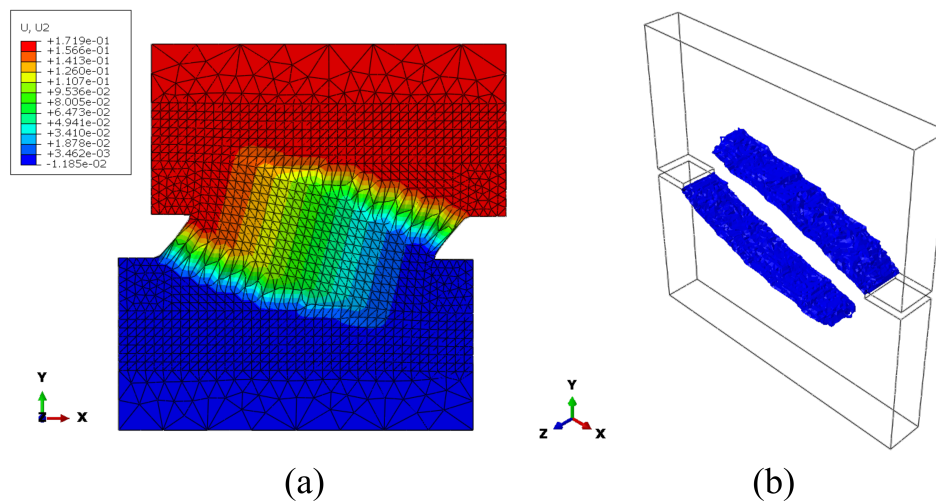 U, U2
+1.719e-01
+1.566e-01
+1.413e-01
+1.260e-01
+1.107e-01
+9.536e-02
+8.005e-02
+6.473e-02
+4.941e-02
+3.410e-02
+1.878e-02
+3.462e-03
-1.185e-02
Y
Z X
Y
Z X
(a) (b)